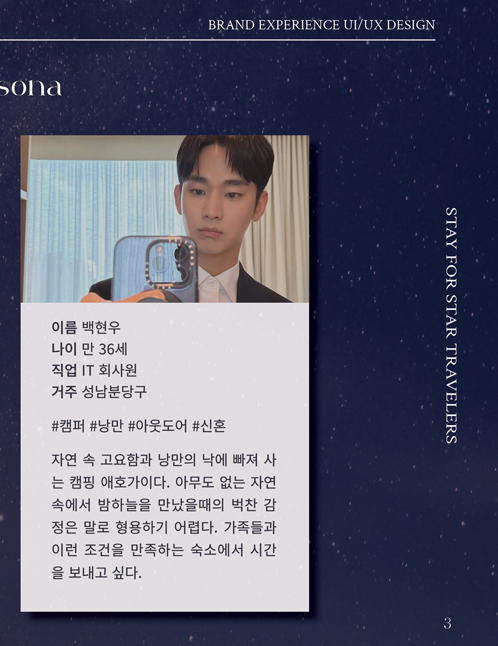 BRAND EXPERIENCE UI/UX DESIGN
sona
이름 백현우
나이 만 36세
직업 IT 회사원
거주 성남분당구
#캠퍼 #낭만 #아웃도어 #신혼
자연 속 고요함과 낭만의 낙에 빠져 사
는 캠핑 애호가이다. 아무도 없는 자연
속에서 밤하늘을 만났을때의 벅찬 감
정은 말로 형용하기 어렵다. 가족들과
이런 조건을 만족하는 숙소에서 시간
을 보내고 싶다.
STAY FOR STAR TRAVELERS
3